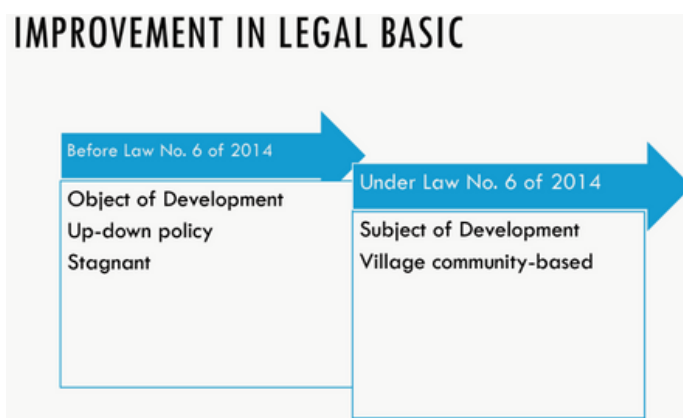 IMPROVEMENT IN LEGAL BASIC
Before Law No. 6 of 2014
Object of Development
Up-down policy
Stagnant
Under Law No. 6 of 2014
Subject of Development
Village community-based